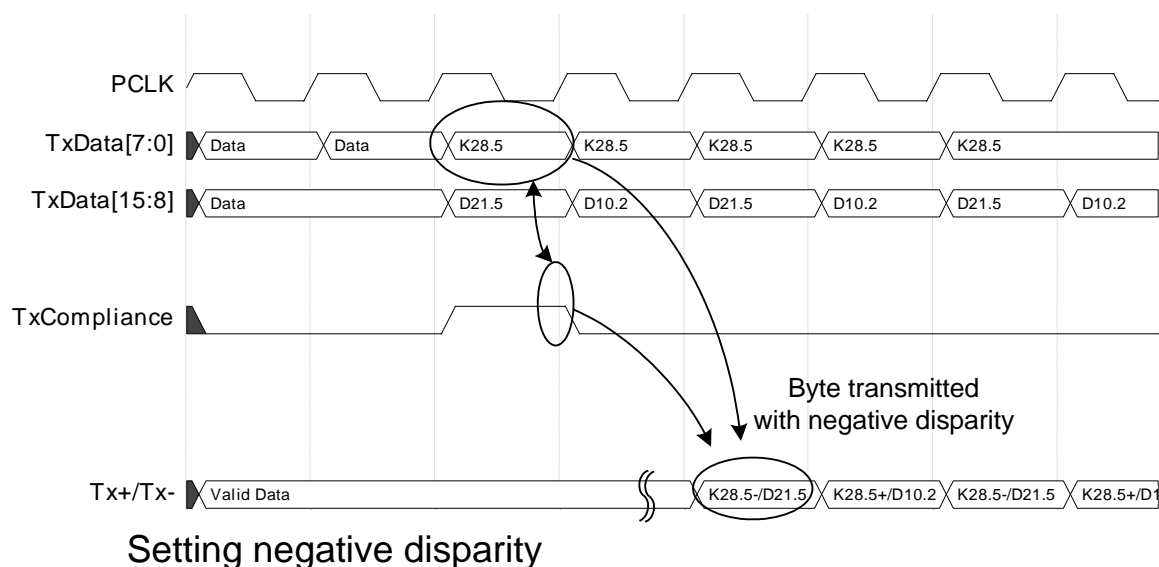 PCLK
TxData[7:0] Data Data K28.5 K28.5 K28.5 K28.5 K28.5
TxData[15:8] Data D21.5 D10.2 D21.5 D10.2 D21.5 D10.2
TxCompliance
Byte transmitted
with negative disparity
Tx+/Tx- Valid Data K28.5-/D21.5 K28.5+/D10.2 K28.5-/D21.5 K28.5+/D1
Setting negative disparity